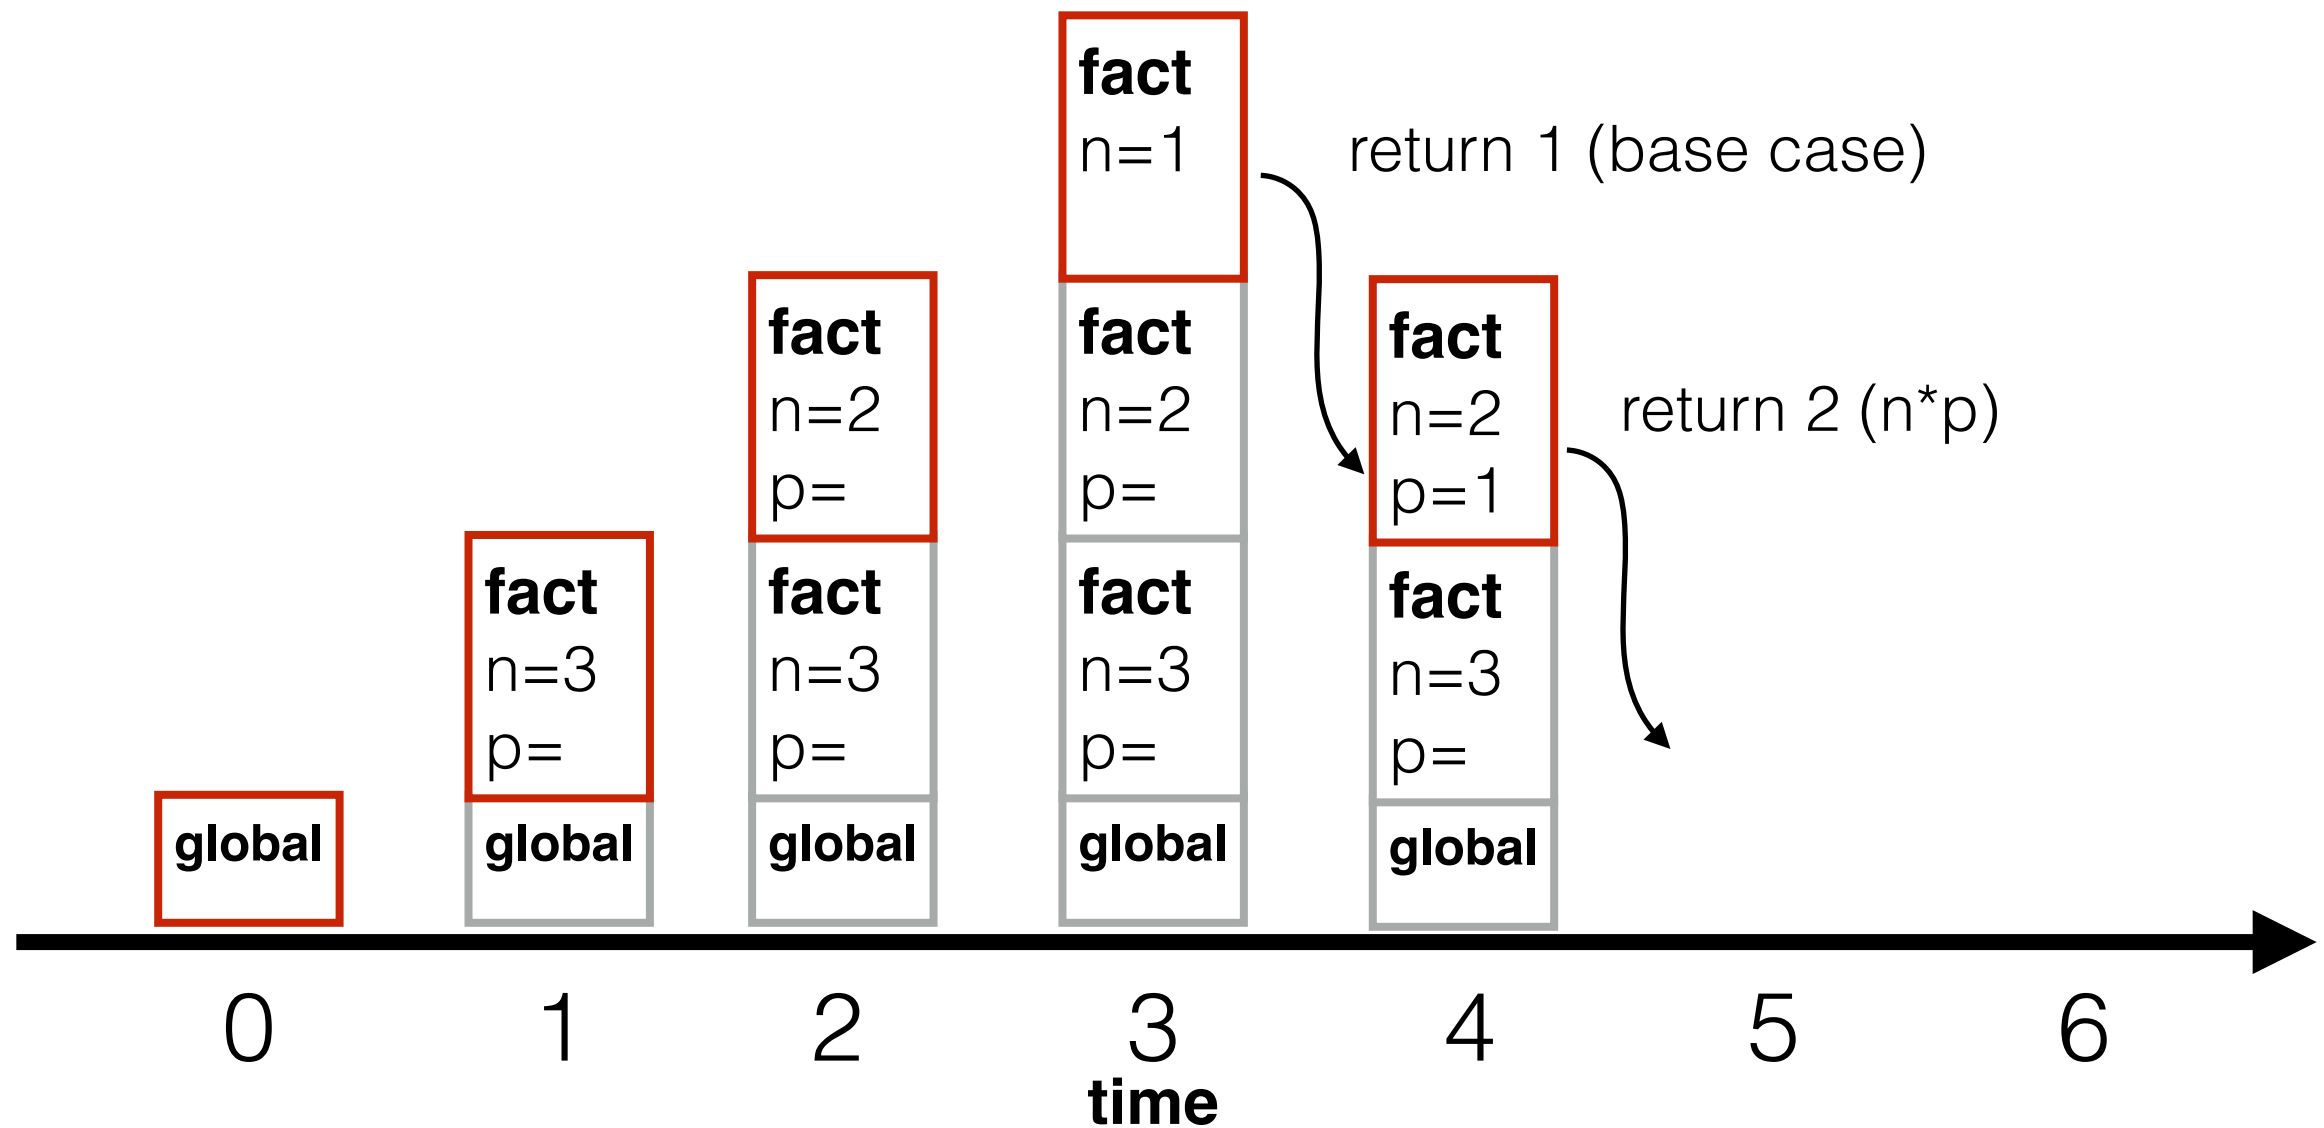 global
fact
n=3
p=
global
fact
n=2
p=
fact
n=3
p=
global
fact
n=1
fact
n=2
p=
fact
n=3
p=
global
return 1 (base case)
fact
n=2
p=1
fact
n=3
p=
global
return 2 (n*p)
0 1 2 3 4 5 6
time